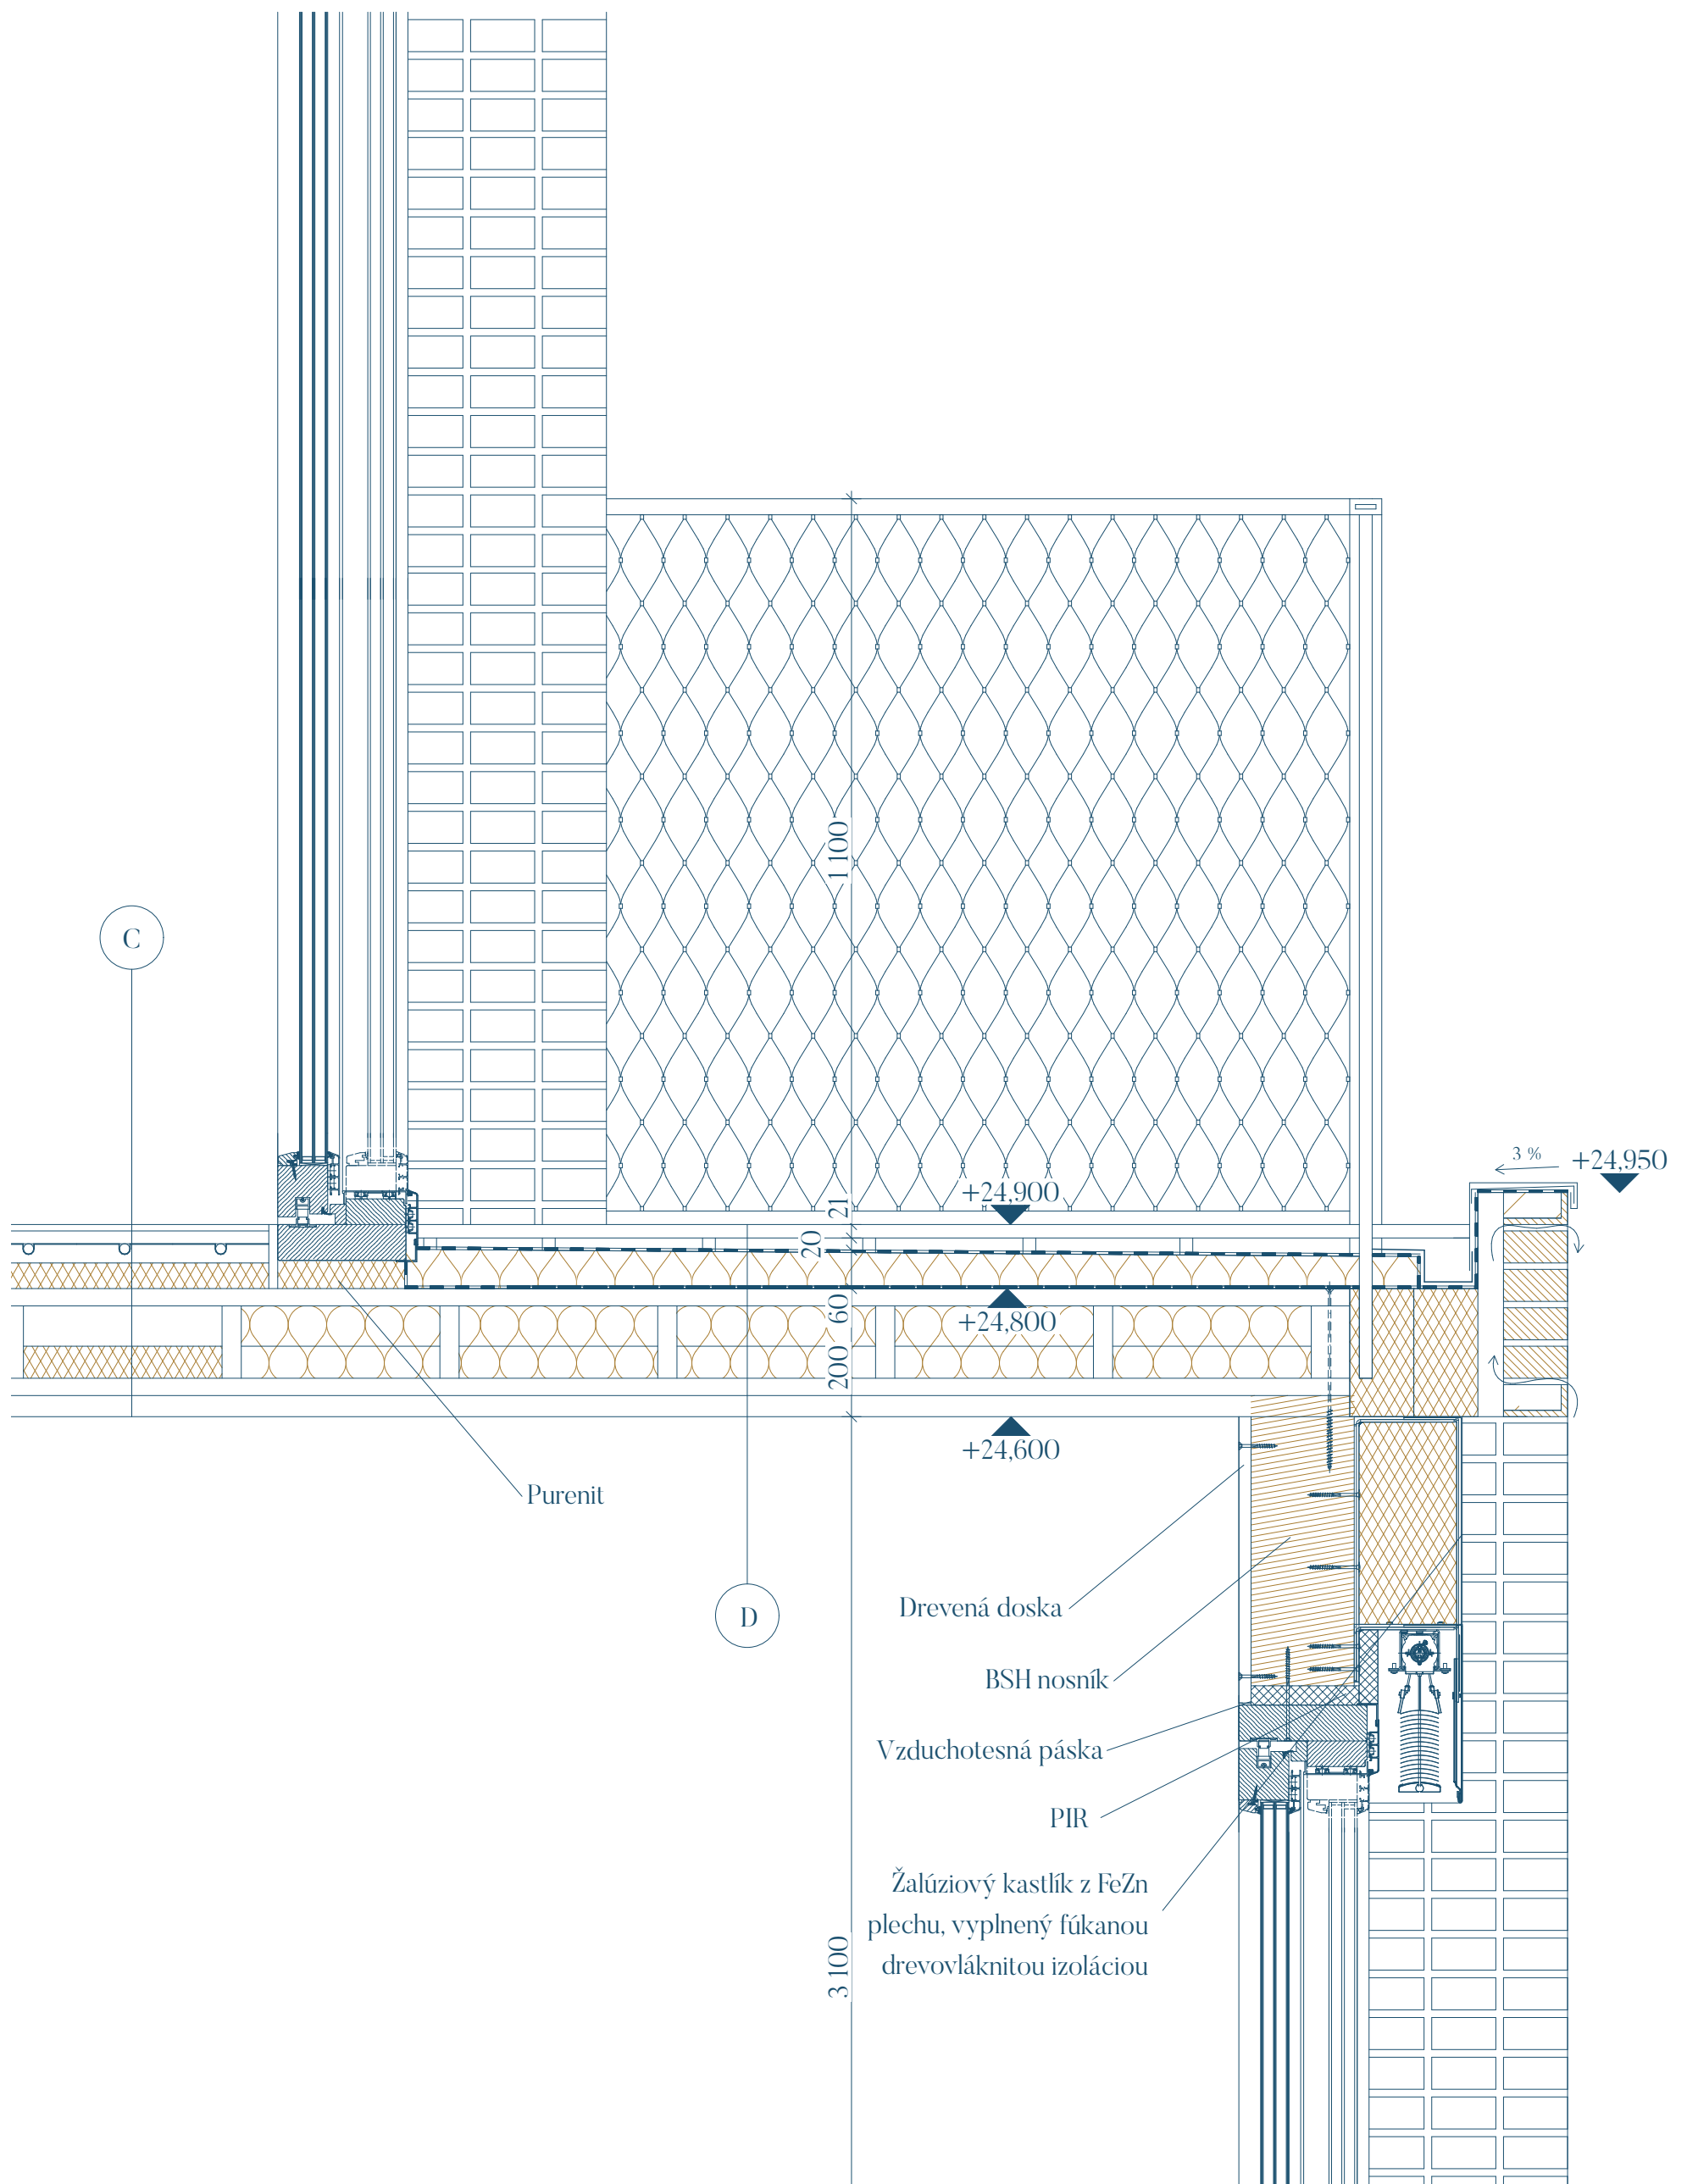 1 100
C
3 %
+24,950
+24,900
21
20
60
+24,800
200
+24,600
Purenit
D
Drevená doska
BSH nosník
Vzduchotesná páska
PIR
Žalúziový kastlík z FeZn
plechu, vyplnený fúkanou
drevovláknitou izoláciou
3 100